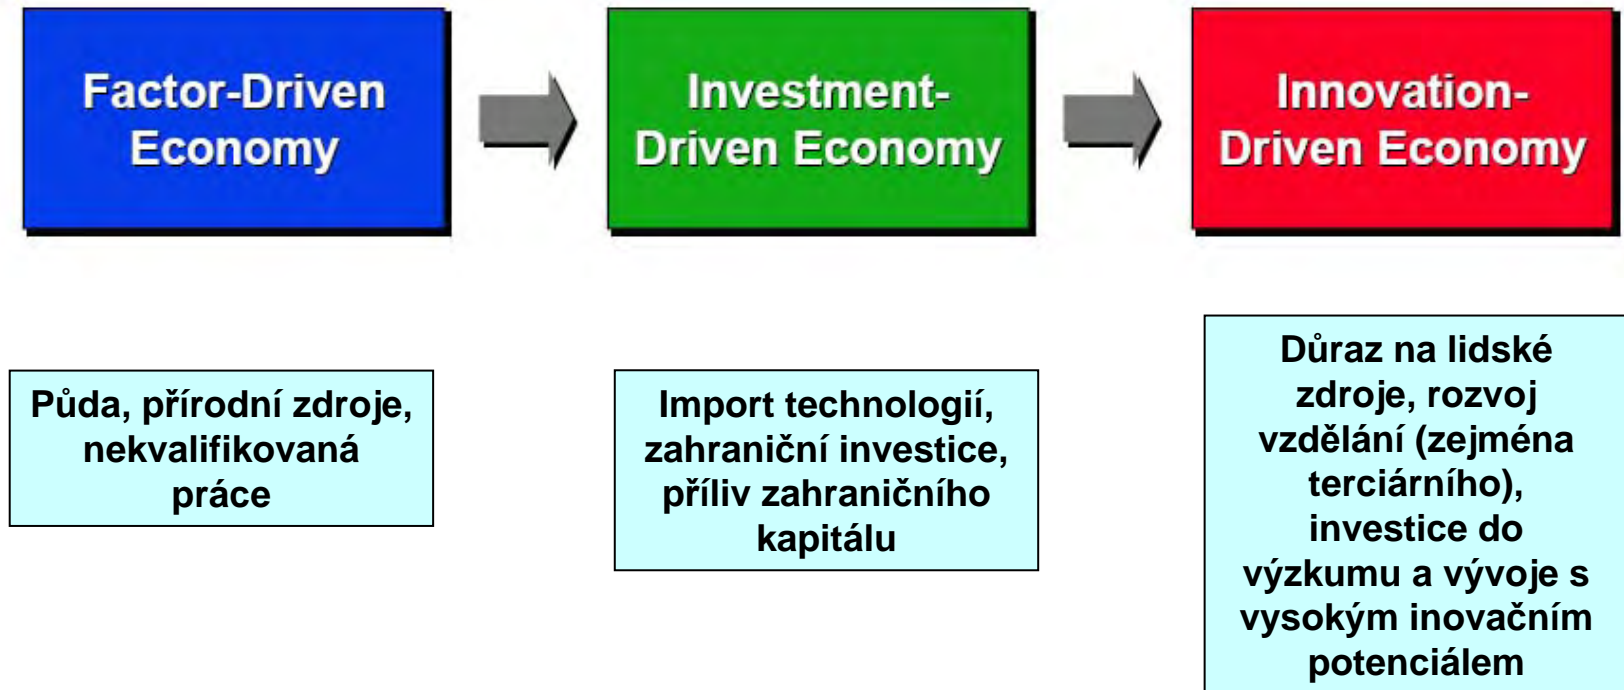 Factor-Driven
Economy
Investment-
Driven Economy
Innovation-
Driven Economy
Půda, přírodní zdroje,
nekvalifikovaná
práce
Import technologií,
zahraniční investice,
příliv zahraničního
kapitálu
Důraz na lidské
zdroje, rozvoj
vzdělání (zejména
terciárního),
investice do
výzkumu a vývoje s
vysokým inovačním
potenciálem